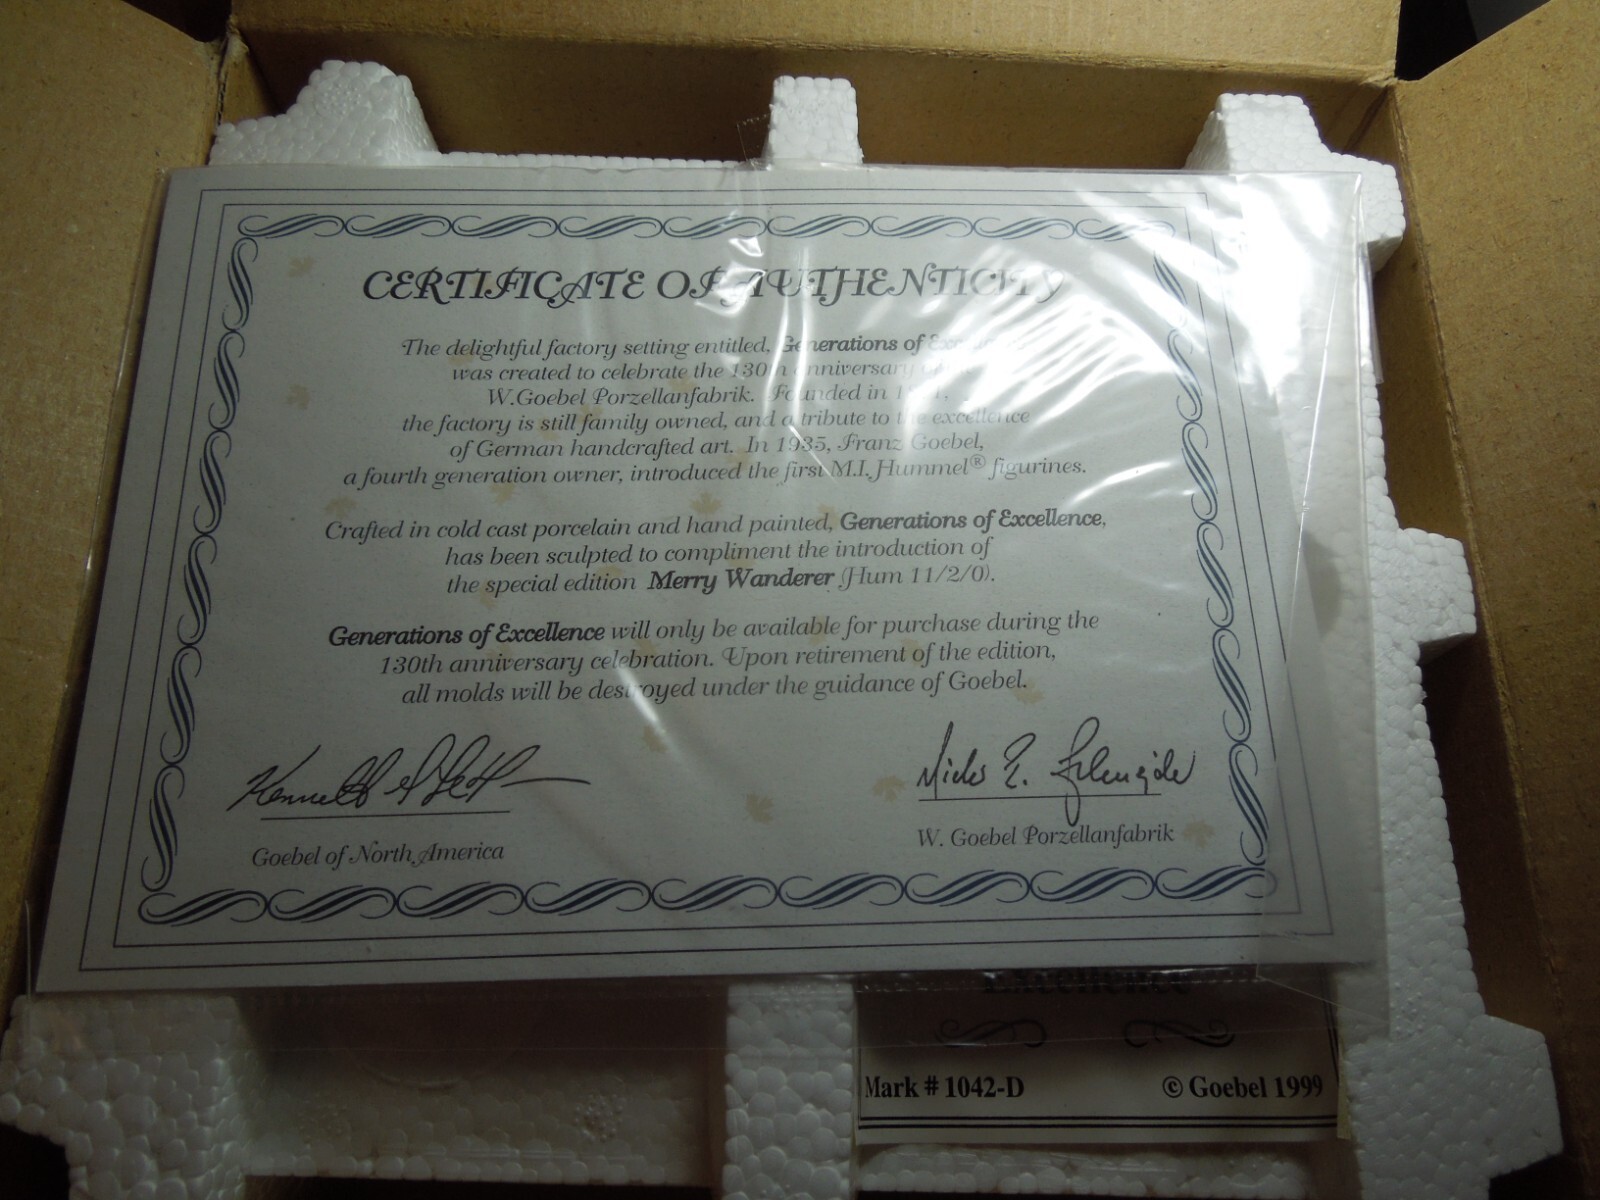 CERTIFICATE OF AUTHENTICITY
The delightful factory setting entitled, Generations of
was created to celebrate the 130th anniversary
W.Goebel Porzellanfabrik. Founded in
the factory is still family owned, and a tribute to the excellence
of German handcrafted art. In 1935, Franz Goebel,
a fourth generation owner, introduced the first M.I.Hummel® figurines.
Crafted in cold cast porcelain and hand painted, Generations of Excellence,
has been sculpted to compliment the introduction of
the special edition Merry Wanderer (Hum 11/2/0).
Generations of Excellence will only be available for purchase during the
130th anniversary celebration. Upon retirement of the edition,
all molds will be destroyed under the guidance of Goebel.
Goebel of North America
W. Goebel Porzellanfabrik
Excellence
Mark # 1042-D © Goebel 1999